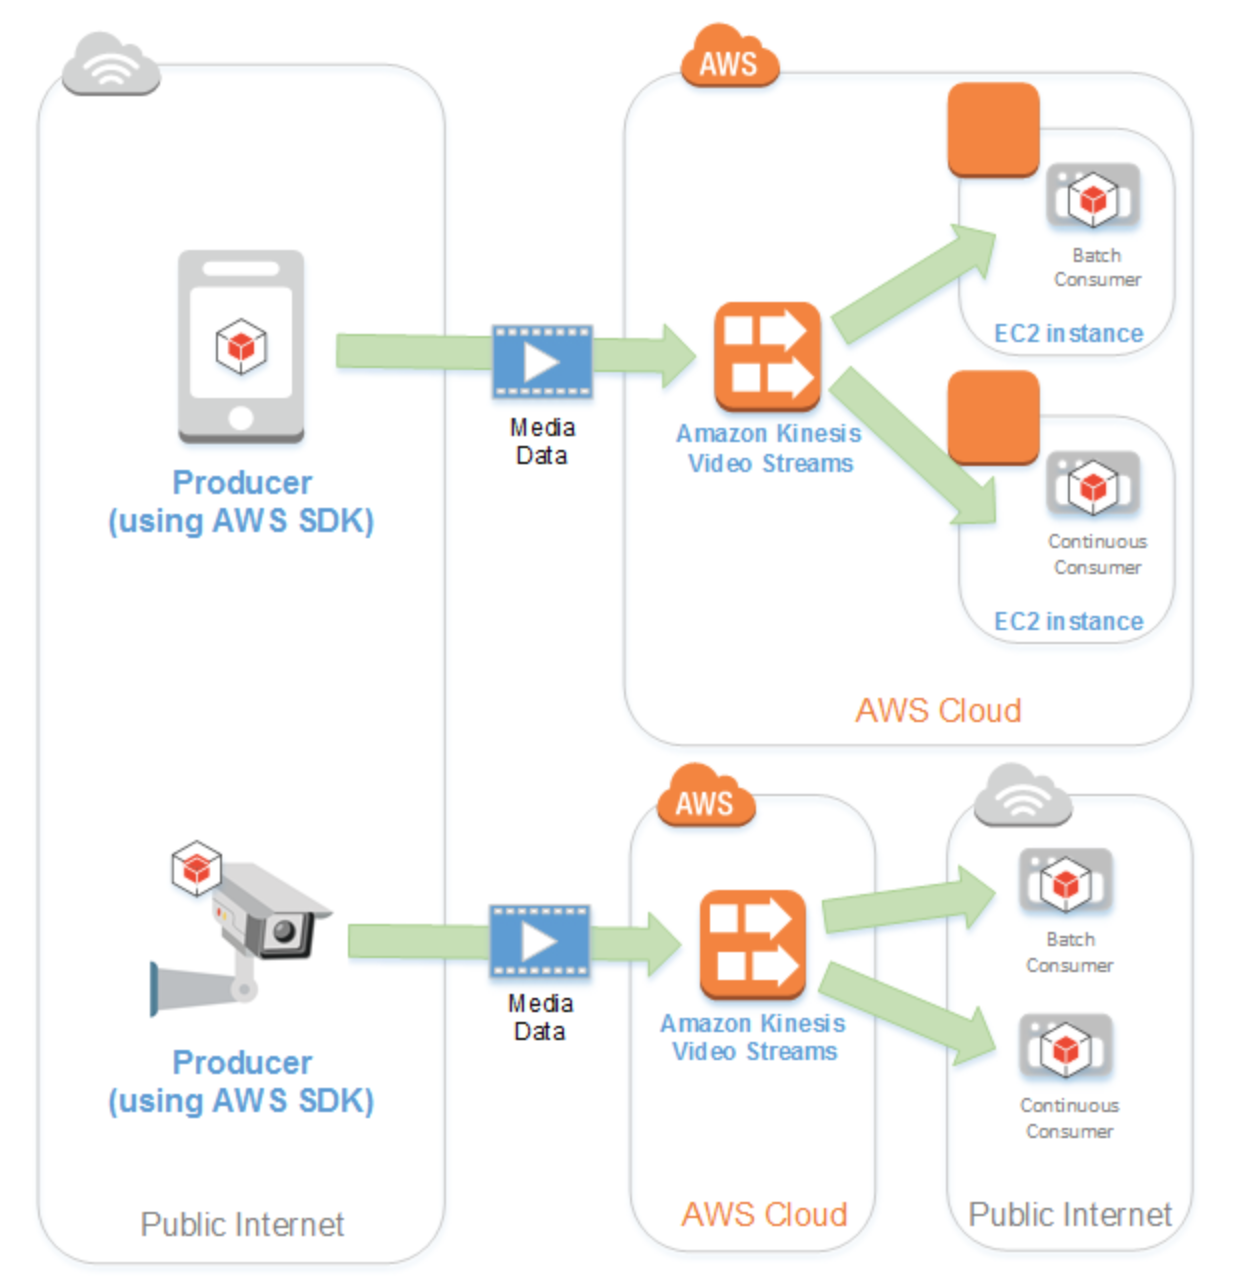 AWS
Batch
Consumer
EC2 instance
Media
Data
Amazon Kinesis
Video Streams
Producer
(using AWS SDK)
Continuous
Consumer
EC2 instance
AWS Cloud
AWS
Batch
Consumer
Media
Data
Amazon Kinesis
Video Streams
Producer
(using AWS SDK)
Continuous
Consumer
Public Internet
AWS Cloud
Public Internet